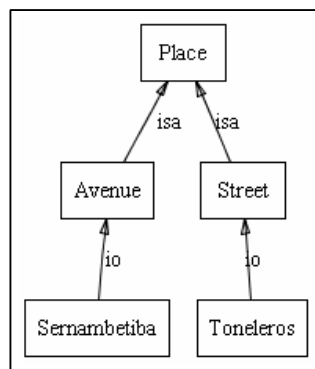 Place
isa isa
Avenue Street
io io
Sernambetiba Toneleros